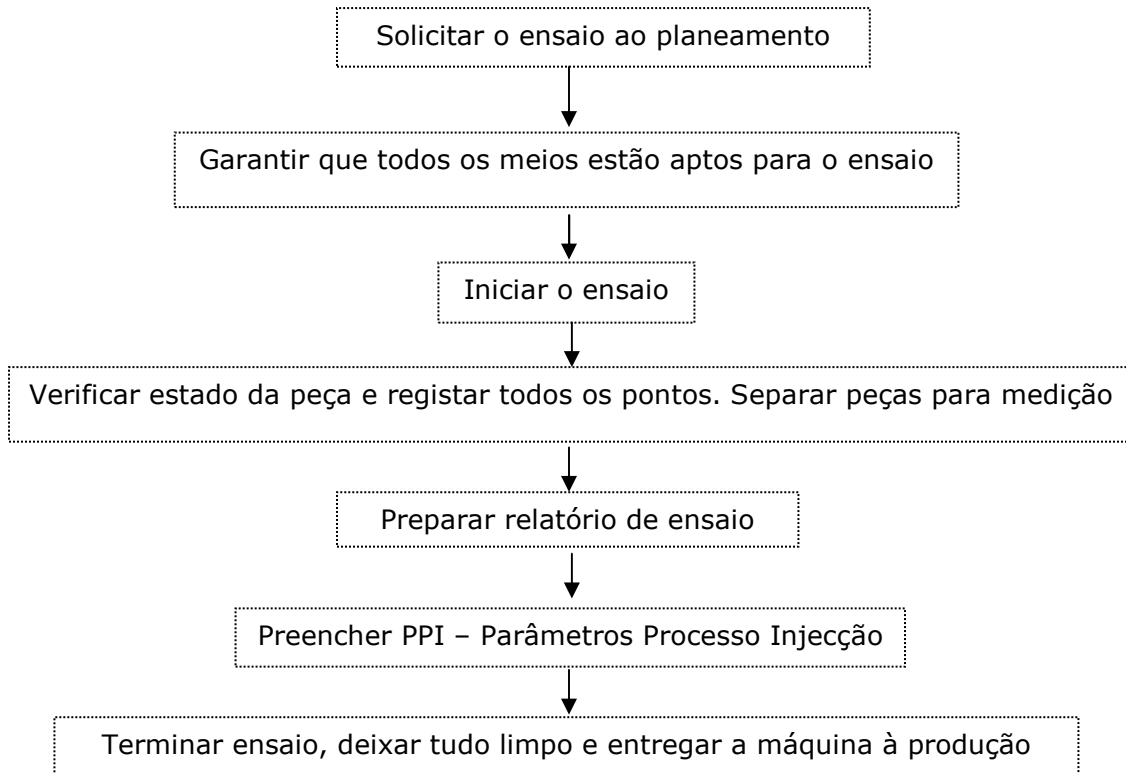 Solicitar o ensaio ao planeamento
Garantir que todos os meios estão aptos para o ensaio
Iniciar o ensaio
Verificar estado da peça e registar todos os pontos. Separar peças para medição
Preparar relatório de ensaio
Preencher PPI – Parâmetros Processo Injecção
Terminar ensaio, deixar tudo limpo e entregar a máquina à produção